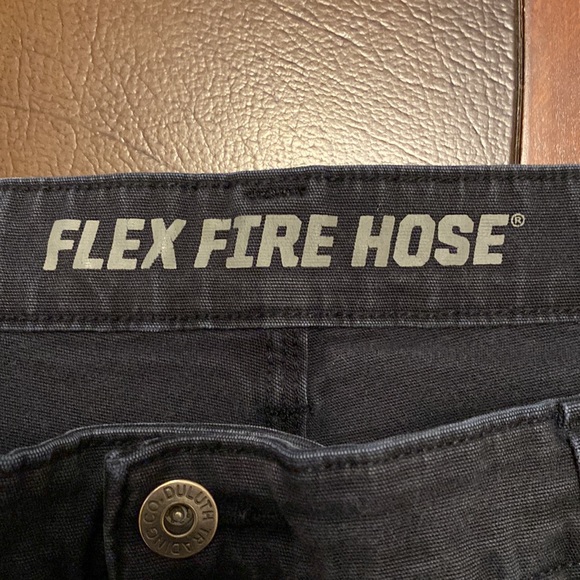 FLEX FIRE HOSE®
DULUTH TRADING CO.